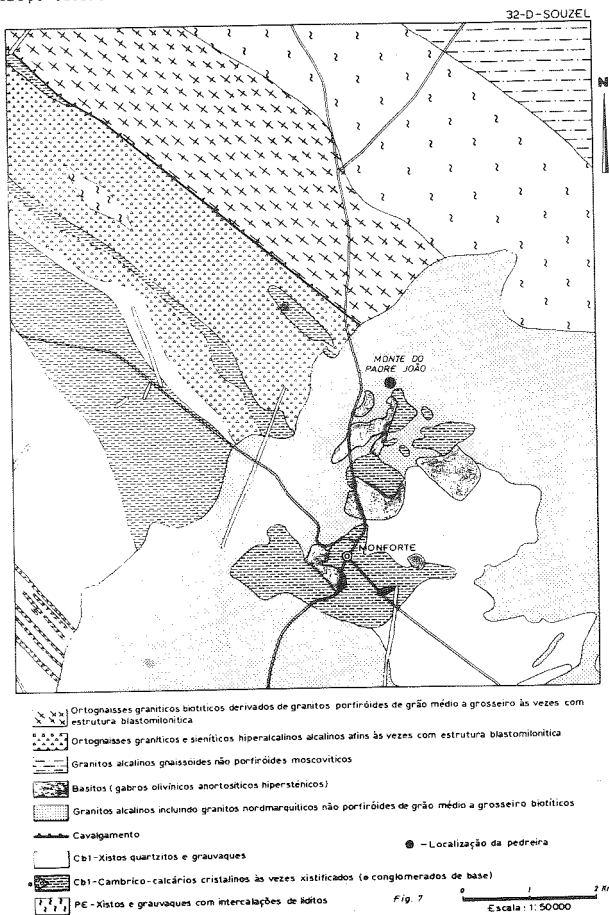 32-D-SOUZEL
N
MONTE DO
PADRE JOÃO
MONFORTE
Ortognaisses graníticos biotíticos derivados de granitos porfiróides de grão médio a grosseiro às vezes com
estrutura blastomilonítica
Ortognaisses graníticos e sieníticos hiperalcalinos alcalinos afins às vezes com estrutura blastomilonítica
Granitos alcalinos gnaissóides não porfiróides moscovíticos
Basitos (gabros olivínicos anortosíticos hipersténicos)
Granitos alcalinos incluindo granitos nordmarquíticos não porfiróides de grão médio a grosseiro biotíticos
Cavalgamento
- Localização da pedreira
Cb1-Xistos quartzitos e grauvaques
Cb1-Cambrico-calcários cristalinos às vezes xistificados (e conglomerados de base)
PE-Xistos e grauvaques com intercalações de liditos
Fig. 7
0 1 2 Km
Escala: 1:50000